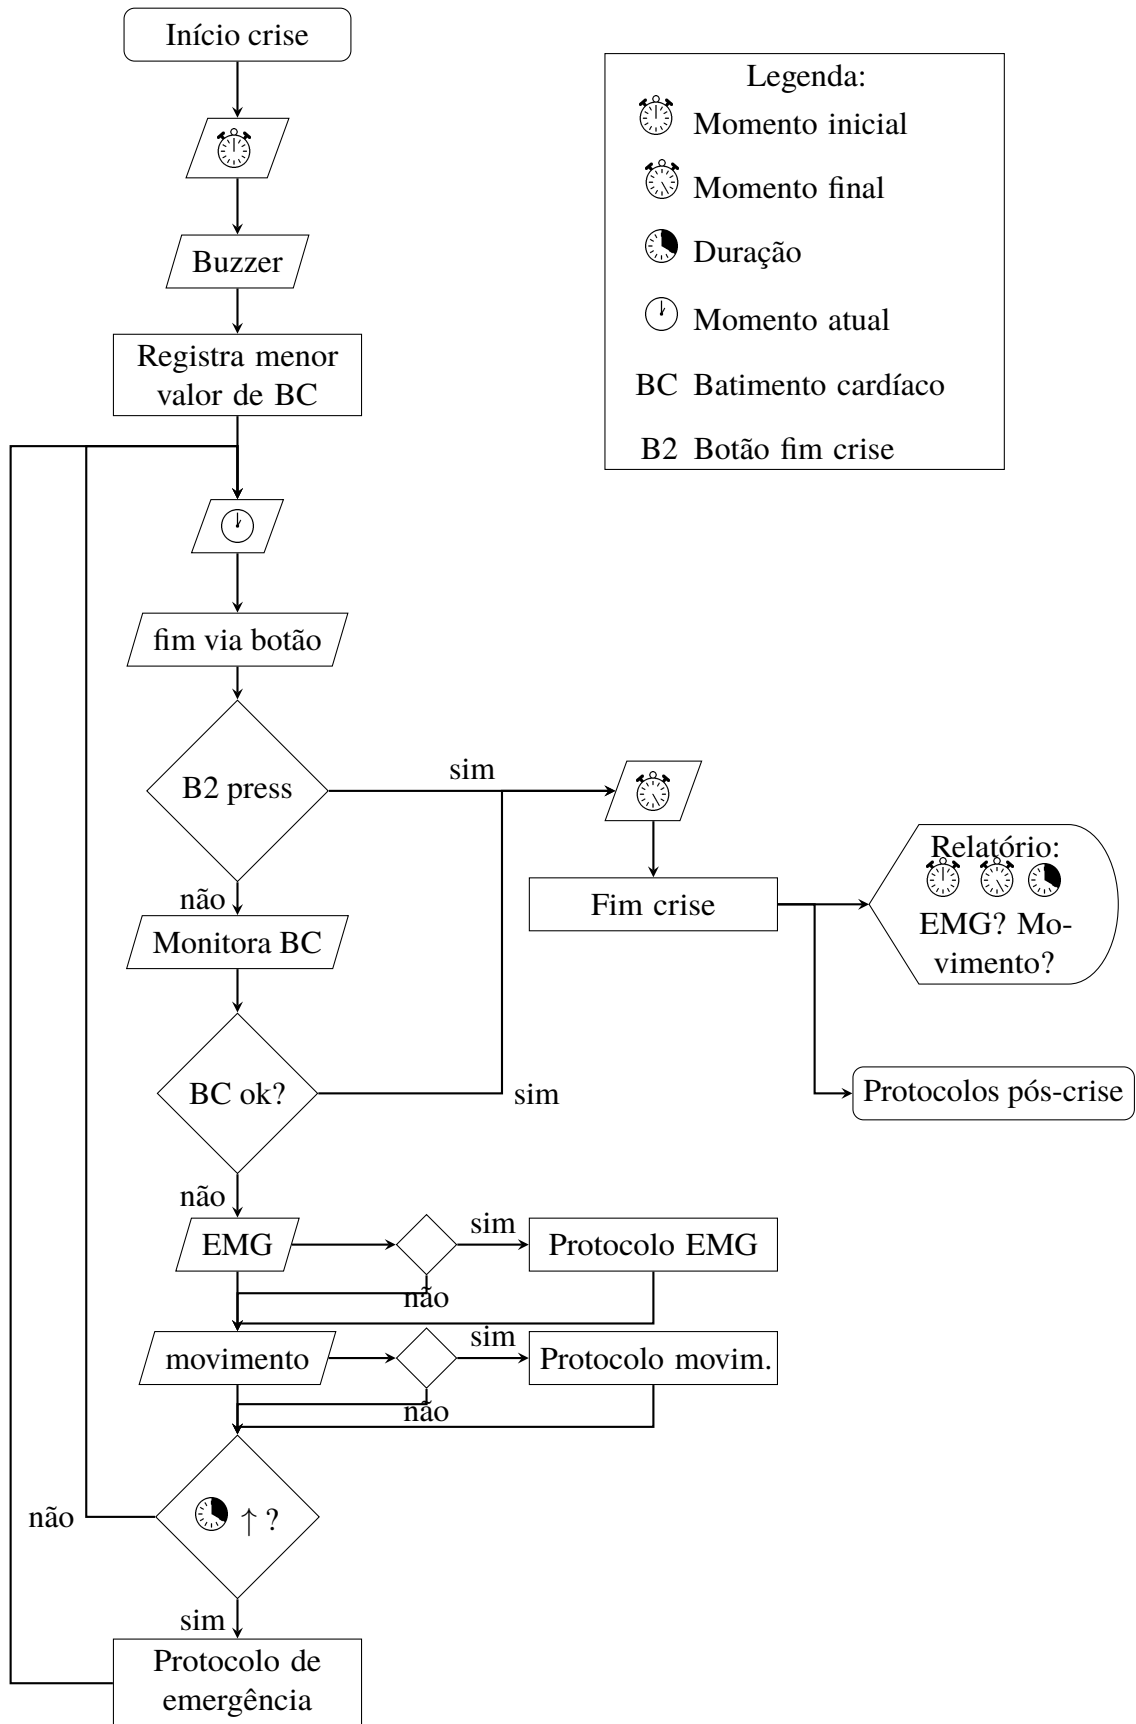 Início crise
Legenda:
Momento inicial
Momento final
Duração
Momento atual
BC Batimento cardíaco
B2 Botão fim crise
Buzzer
Registra menor
valor de BC
fim via botão
B2 press
sim
não
Relatório:
EMG? Mo-
vimento?
Fim crise
Monitora BC
BC ok?
sim
Protocolos pós-crise
não
EMG
sim
Protocolo EMG
não
movimento
sim
Protocolo movim.
não
↑ ?
não
sim
Protocolo de
emergência